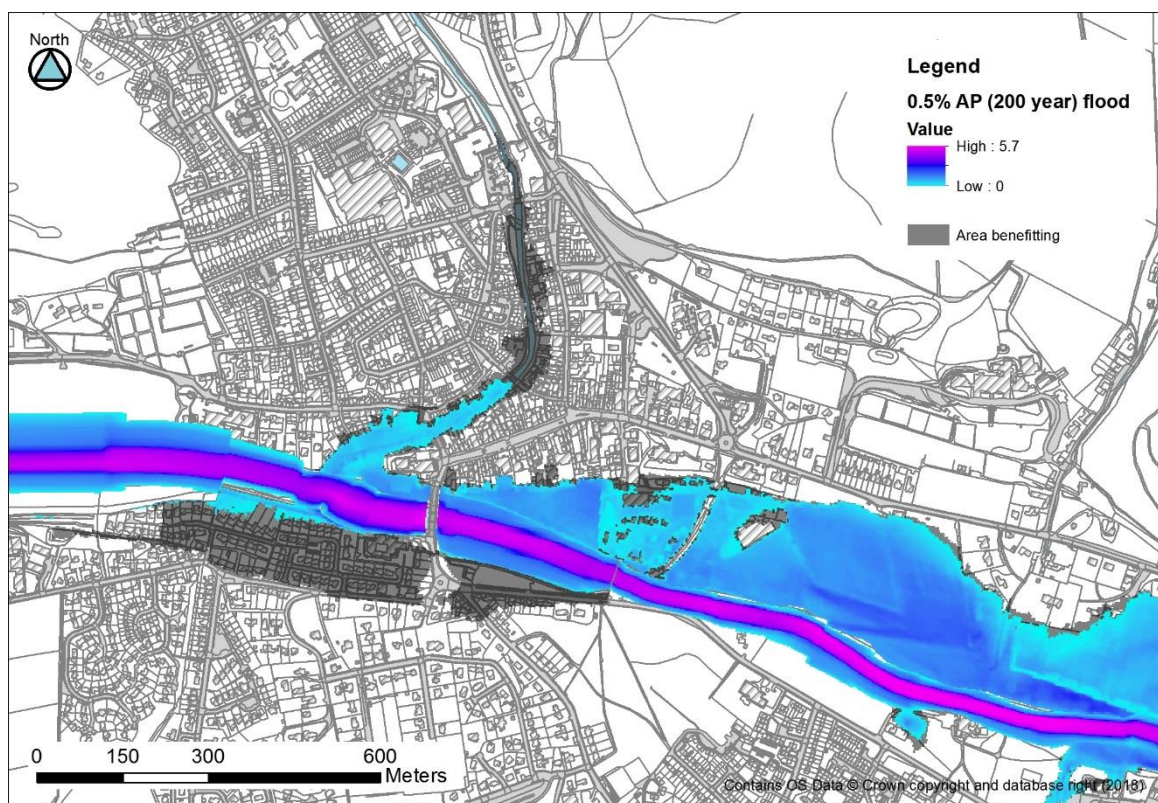 North
Legend
0.5% AP (200 year) flood
Value
High : 5.7
Low : 0
Area benefitting
0 150 300 600
Meters
Contains OS Data © Crown copyright and database right (2018)